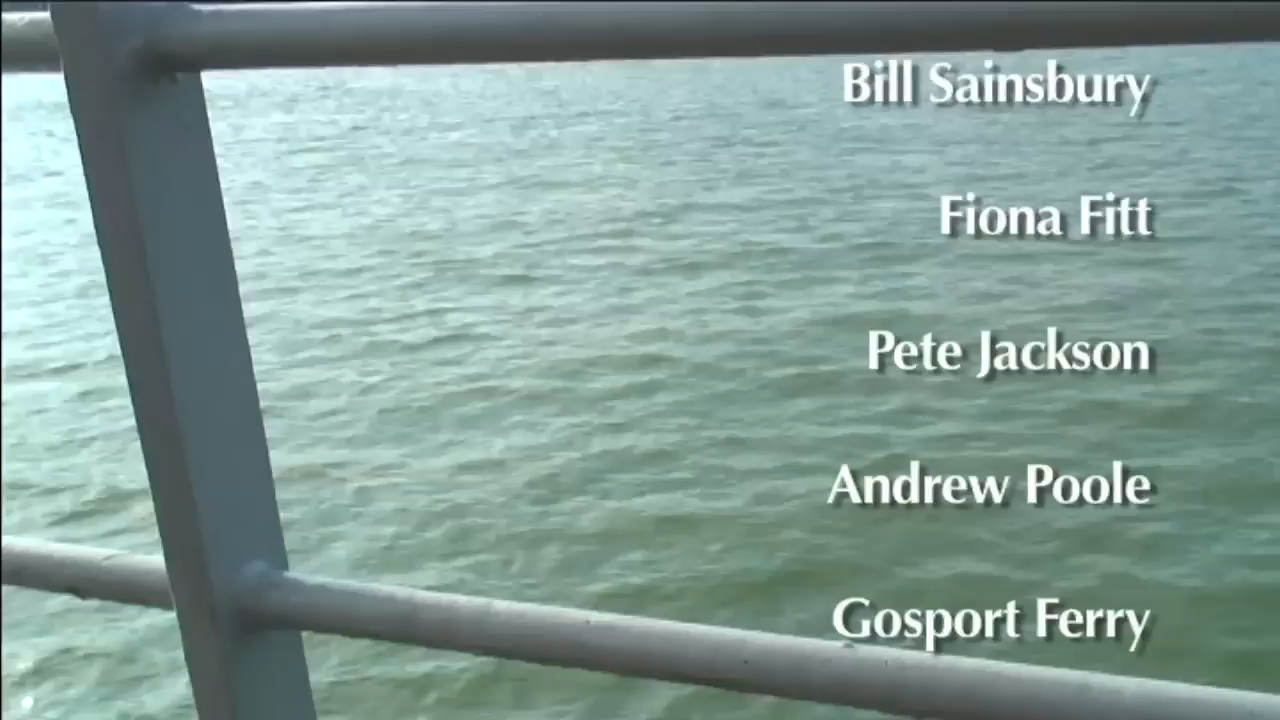 Bill Sainsbury
Fiona Fitt
Pete Jackson
Andrew Poole
Gosport Ferry